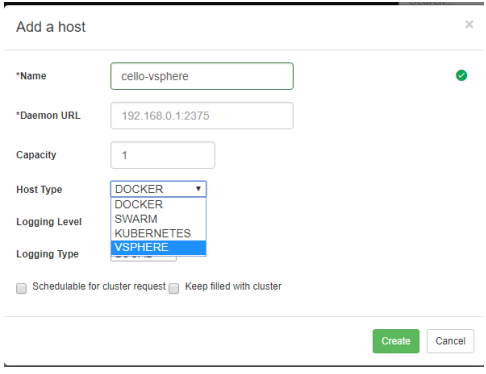 Add a host ×
*Name cello-vsphere
*Daemon URL 192.168.0.1:2375
Capacity 1
Host Type DOCKER
DOCKER
SWARM
Logging Level
KUBERNETES
VSPHERE
Logging Type
Schedulable for cluster request Keep filled with cluster
Create Cancel